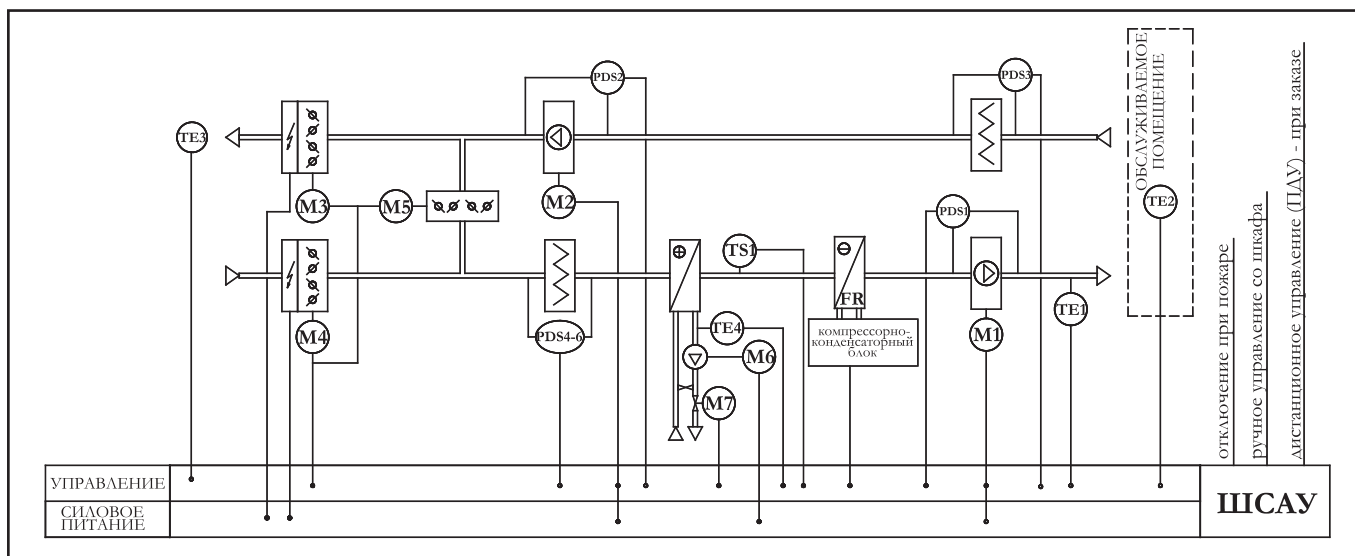 PDS2
PDS3
ОБСЛУЖИВАЕМОЕ
ПОМЕЩЕНИЕ
TE3
M3
M5
M2
TE2
PDS1
TS1
FR
M4
PDS4-6
TE4
M6
M7
компрессорно-
конденсаторный
блок
M1
TE1
отключение при пожаре
ручное управление со шкафа
дистанционное управление (ПДУ) - при заказе
УПРАВЛЕНИЕ
СИЛОВОЕ
ПИТАНИЕ
ШСАУ